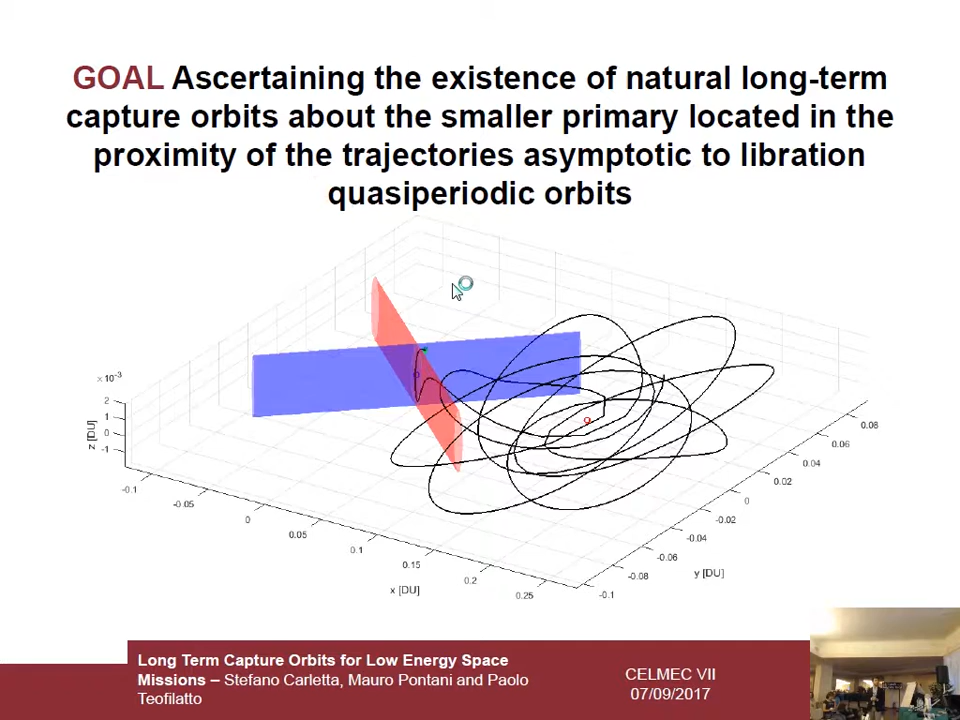 GOAL Ascertaining the existence of natural long-term
capture orbits about the smaller primary located in the
proximity of the trajectories asymptotic to libration
quasiperiodic orbits
×10⁻³
2
1
0
-1
z [DU]
-0.1
-0.05
0
0.05
0.1
0.15
0.2
0.25
x [DU]
0.08
0.06
0.04
0.02
0
-0.02
-0.04
-0.06
-0.08
-0.1
y [DU]
Long Term Capture Orbits for Low Energy Space
Missions – Stefano Carletta, Mauro Pontani and Paolo
Teofilatto
CELMEC VII
07/09/2017